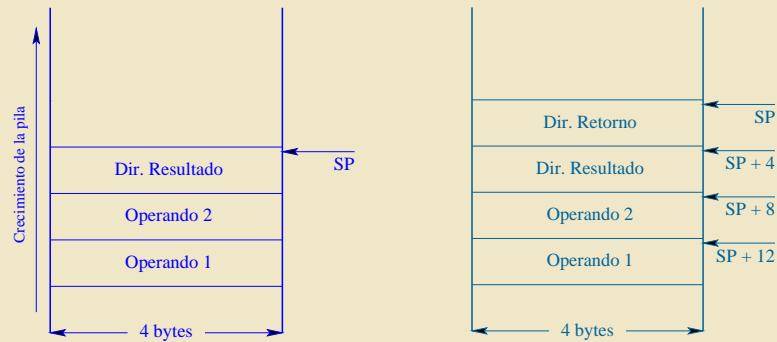 Crecimiento de la pila
Dir. Resultado
SP
Operando 2
Operando 1
4 bytes
Dir. Retorno
SP
Dir. Resultado
SP + 4
Operando 2
SP + 8
Operando 1
SP + 12
4 bytes